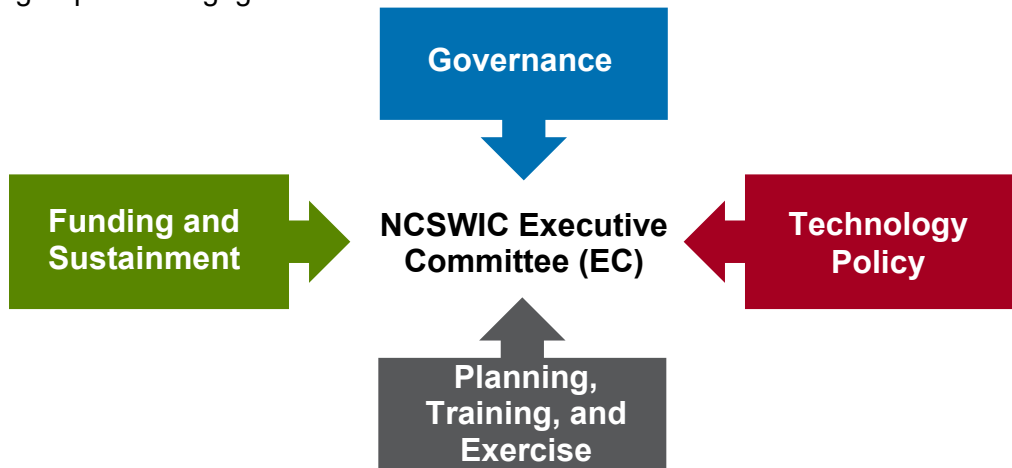 Governance
Funding and
Sustainment
NCSWIC Executive
Committee (EC)
Technology
Policy
Planning,
Training, and
Exercise